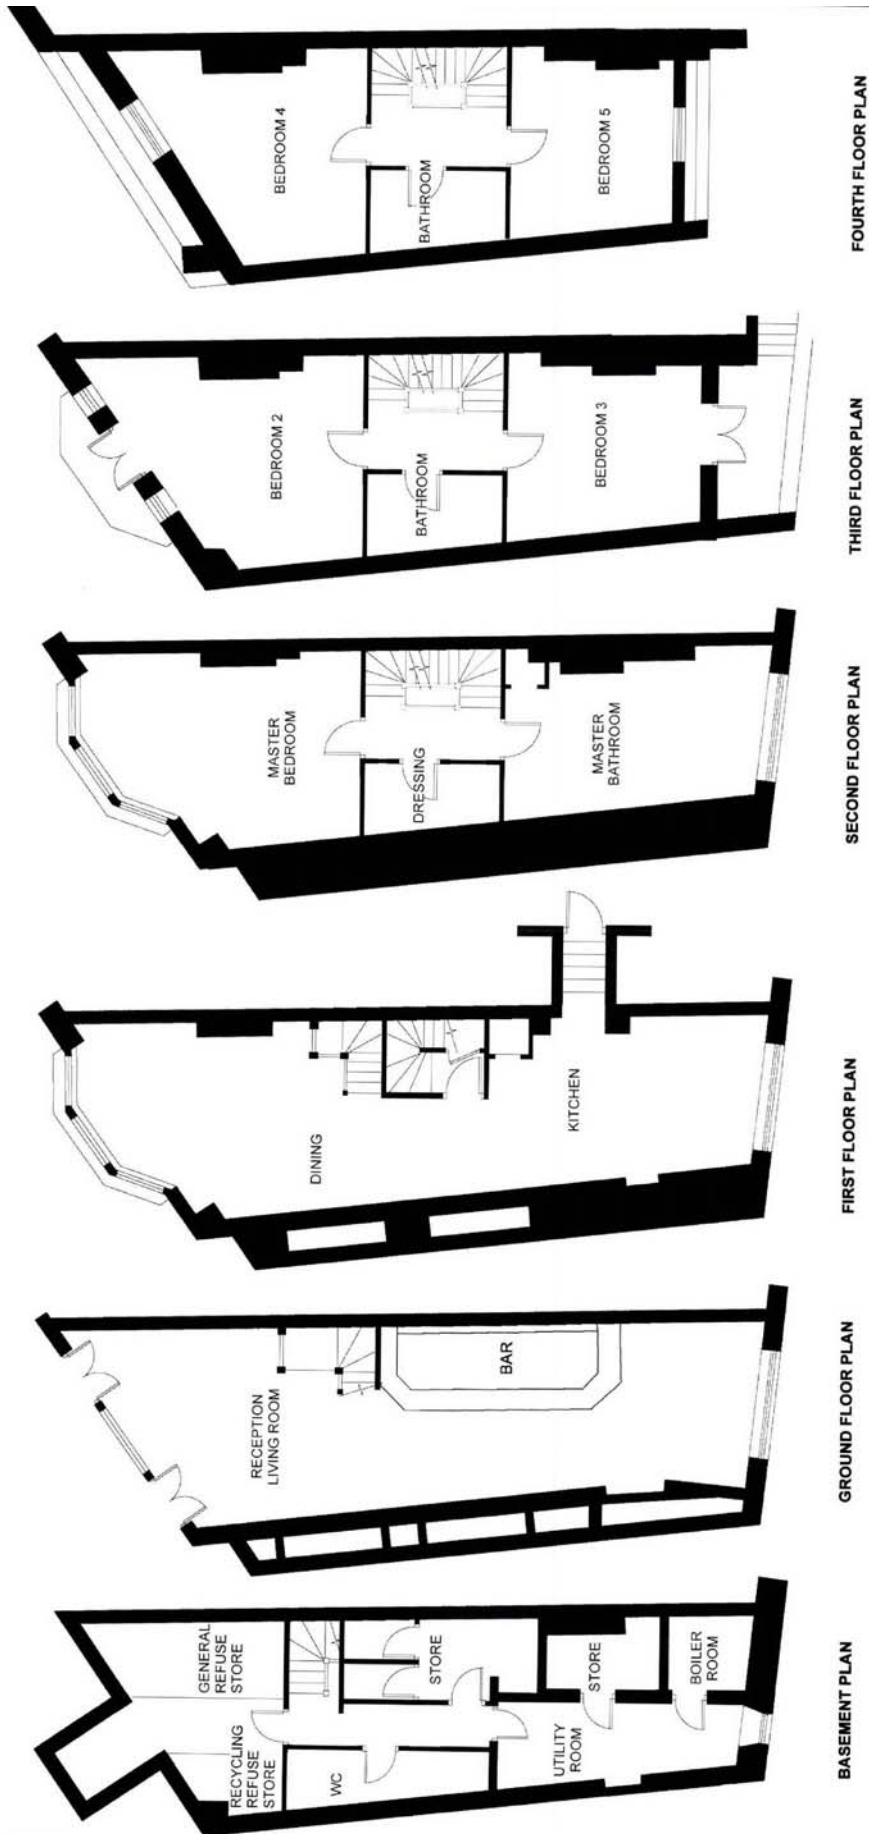 GENERAL
REFUSE
STORE
RECYCLING
REFUSE
STORE
WC
STORE
STORE
UTILITY
ROOM
BOILER
ROOM
BASEMENT PLAN
RECEPTION
LIVING ROOM
BAR
GROUND FLOOR PLAN
DINING
KITCHEN
FIRST FLOOR PLAN
MASTER
BEDROOM
DRESSING
MASTER
BATHROOM
SECOND FLOOR PLAN
BEDROOM 2
BATHROOM
BEDROOM 3
THIRD FLOOR PLAN
BEDROOM 4
BATHROOM
BEDROOM 5
FOURTH FLOOR PLAN